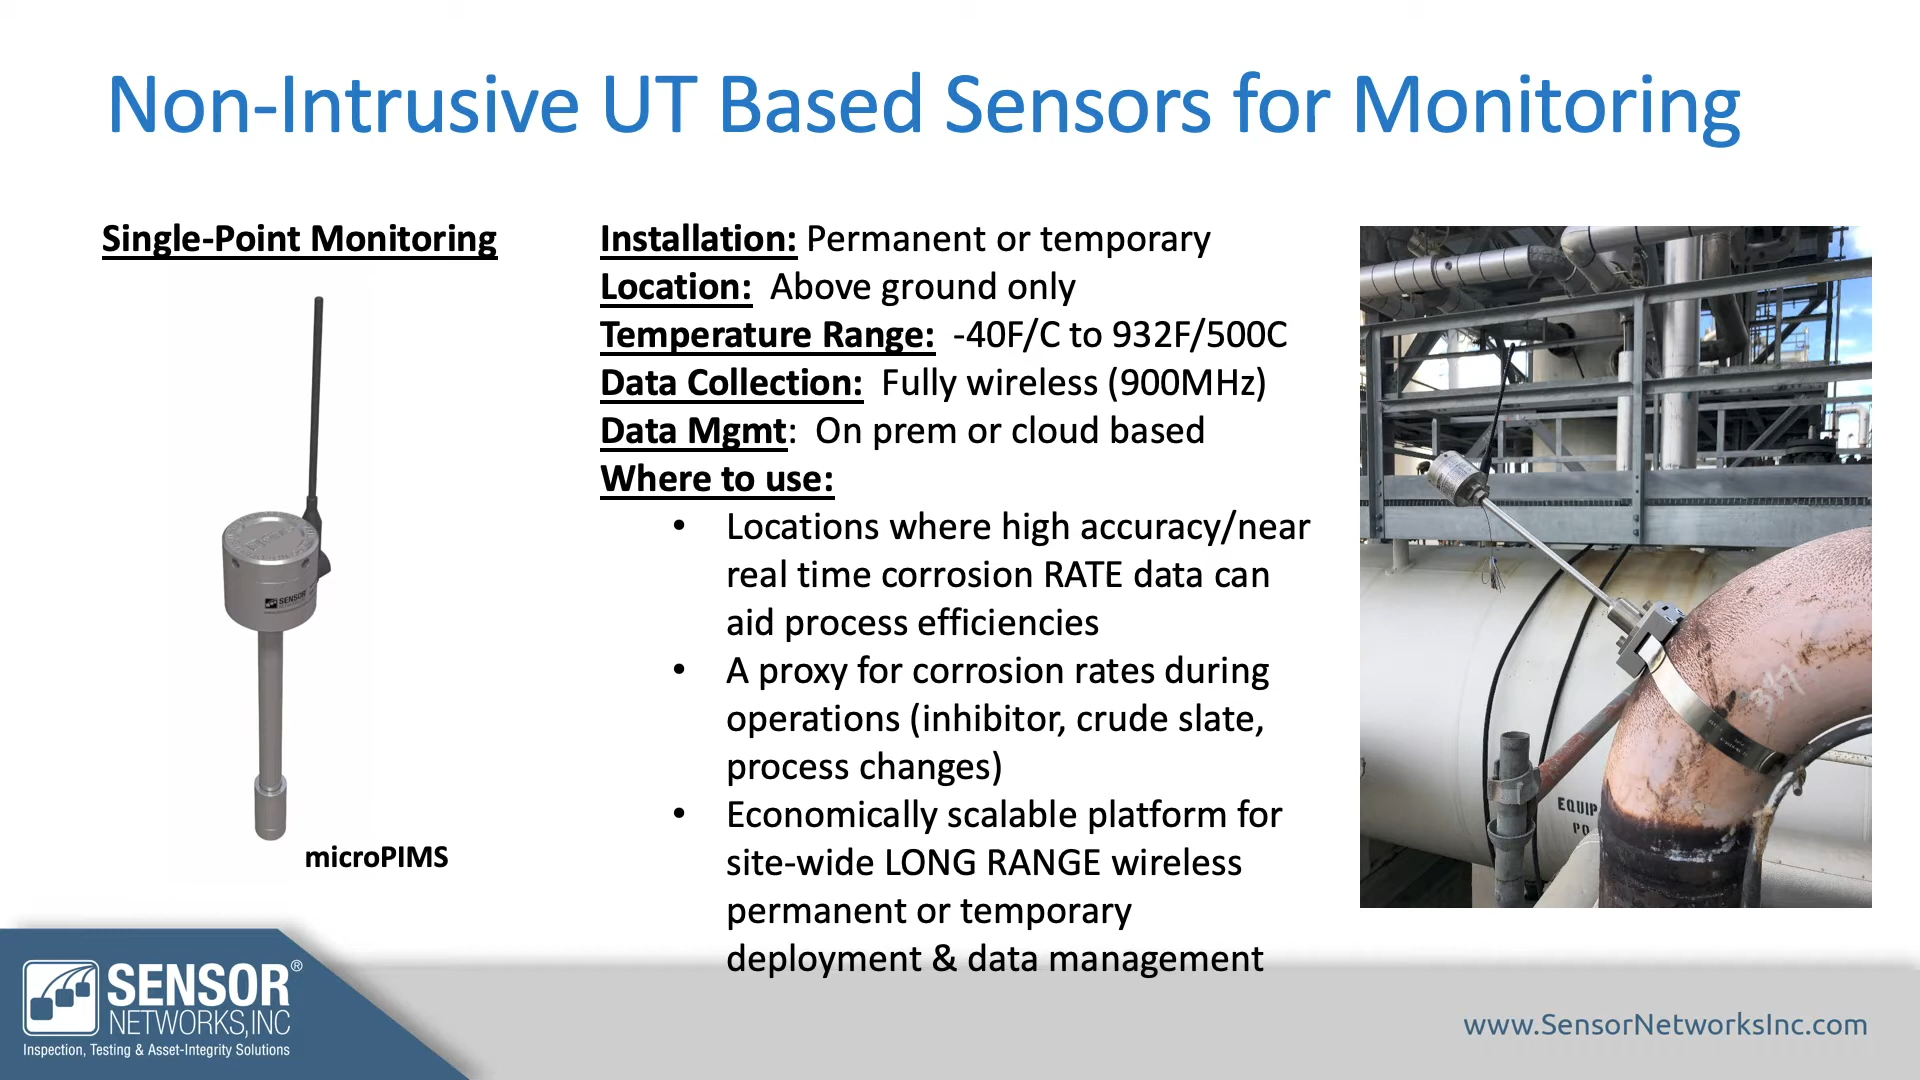 Non-Intrusive UT Based Sensors for Monitoring
Single-Point Monitoring
SENSOR
microPIMS
Installation: Permanent or temporary
Location: Above ground only
Temperature Range: -40F/C to 932F/500C
Data Collection: Fully wireless (900MHz)
Data Mgmt: On prem or cloud based
Where to use:
• Locations where high accuracy/near
real time corrosion RATE data can
aid process efficiencies
• A proxy for corrosion rates during
operations (inhibitor, crude slate,
process changes)
• Economically scalable platform for
site-wide LONG RANGE wireless
permanent or temporary
deployment & data management
EQUIP
PO
SENSOR®
NETWORKS,INC
Inspection, Testing & Asset-Integrity Solutions
www.SensorNetworksInc.com